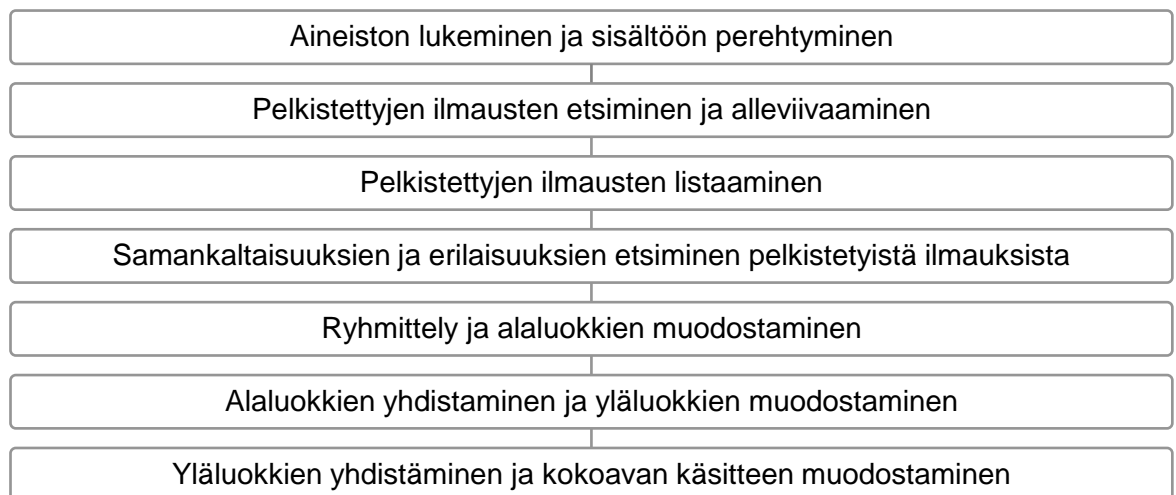 Aineiston lukeminen ja sisältöön perehtyminen
Pelkistettyjen ilmausten etsiminen ja alleviivaaminen
Pelkistettyjen ilmausten listaaminen
Samankaltaisuuksien ja erilaisuuksien etsiminen pelkistetyistä ilmauksista
Ryhmittely ja alaluokkien muodostaminen
Alaluokkien yhdistaminen ja yläluokkien muodostaminen
Yläluokkien yhdistäminen ja kokoavan käsitteen muodostaminen